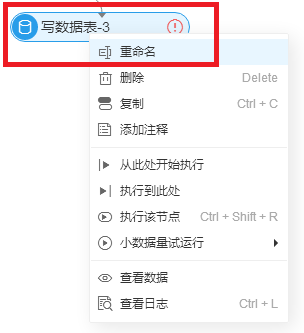 写数据表-3
重命名
删除 Delete
复制 Ctrl + C
添加注释
从此处开始执行
执行到此处
执行该节点 Ctrl + Shift + R
小数据量试运行
查看数据
查看日志 Ctrl + L